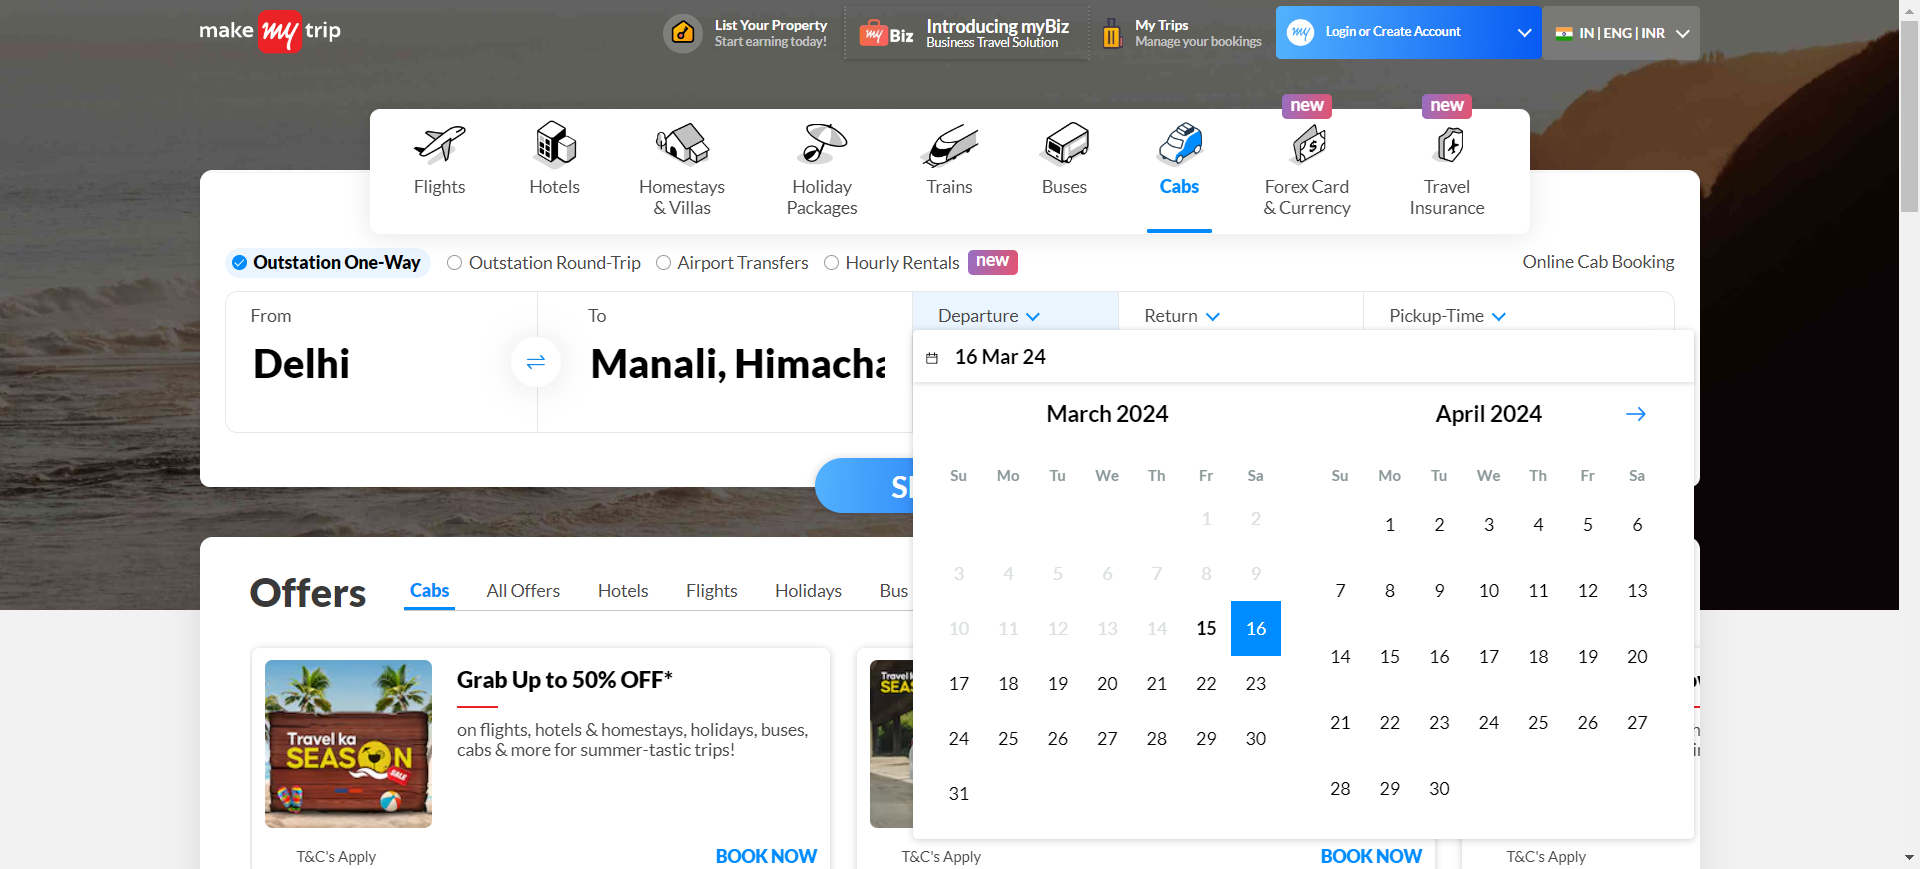 make my trip
List Your Property
Start earning today!
my Biz
Introducing myBiz
Business Travel Solution
My Trips
Manage your bookings
my
Login or Create Account
IN | ENG | INR
new
new
Flights
Hotels
Homestays
& Villas
Holiday
Packages
Trains
Buses
Cabs
Forex Card
& Currency
Travel
Insurance
Outstation One-Way
Outstation Round-Trip
Airport Transfers
Hourly Rentals
new
Online Cab Booking
From
To
Departure
Return
Pickup-Time
Delhi
Manali, Himacha
16 Mar 24
March 2024
April 2024
Su Mo Tu We Th Fr Sa
1 2
3 4 5 6 7 8 9
10 11 12 13 14 15 16
17 18 19 20 21 22 23
24 25 26 27 28 29 30
31
Su Mo Tu We Th Fr Sa
1 2 3 4 5 6
7 8 9 10 11 12 13
14 15 16 17 18 19 20
21 22 23 24 25 26 27
28 29 30
Offers
Cabs
All Offers
Hotels
Flights
Holidays
Bus
Travel ka
SEASON
SALE
Grab Up to 50% OFF*
on flights, hotels & homestays, holidays, buses,
cabs & more for summer-tastic trips!
T&C's Apply
BOOK NOW
T&C's Apply
BOOK NOW
T&C's Apply